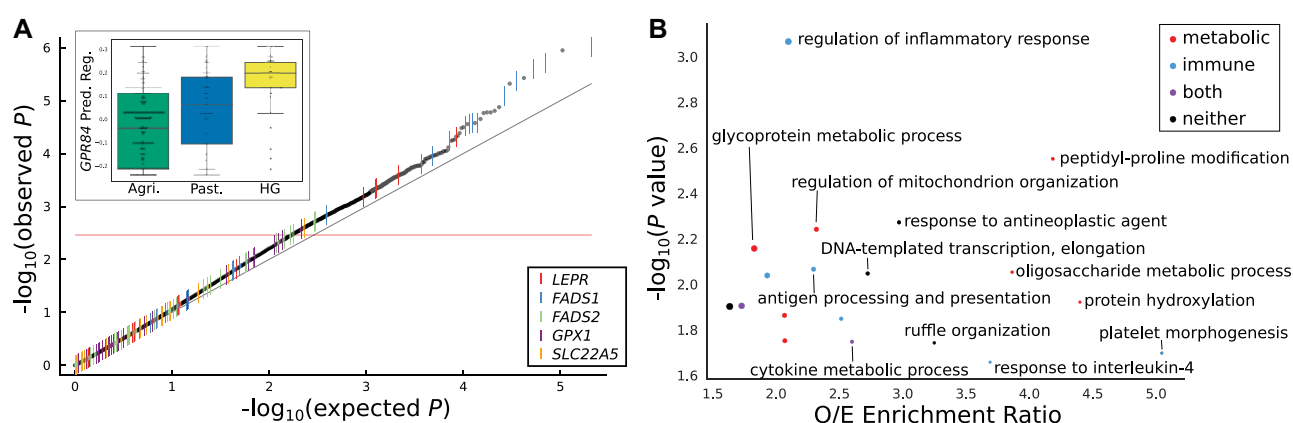 A
-log10(observed P)
6
5
4
3
2
1
0
0 1 2 3 4 5
-log10(expected P)
GPR84 Pred. Reg.
0.3
0.2
0.1
0.0
-0.1
-0.2
Agri. Past. HG
LEPR
FADS1
FADS2
GPX1
SLC22A5
B
-log10(P value)
3.0
2.8
2.6
2.4
2.2
2.0
1.8
1.6
1.5 2.0 2.5 3.0 3.5 4.0 4.5 5.0
O/E Enrichment Ratio
metabolic
immune
both
neither
regulation of inflammatory response
glycoprotein metabolic process
peptidyl-proline modification
regulation of mitochondrion organization
response to antineoplastic agent
DNA-templated transcription, elongation
oligosaccharide metabolic process
antigen processing and presentation
protein hydroxylation
ruffle organization
platelet morphogenesis
cytokine metabolic process
response to interleukin-4